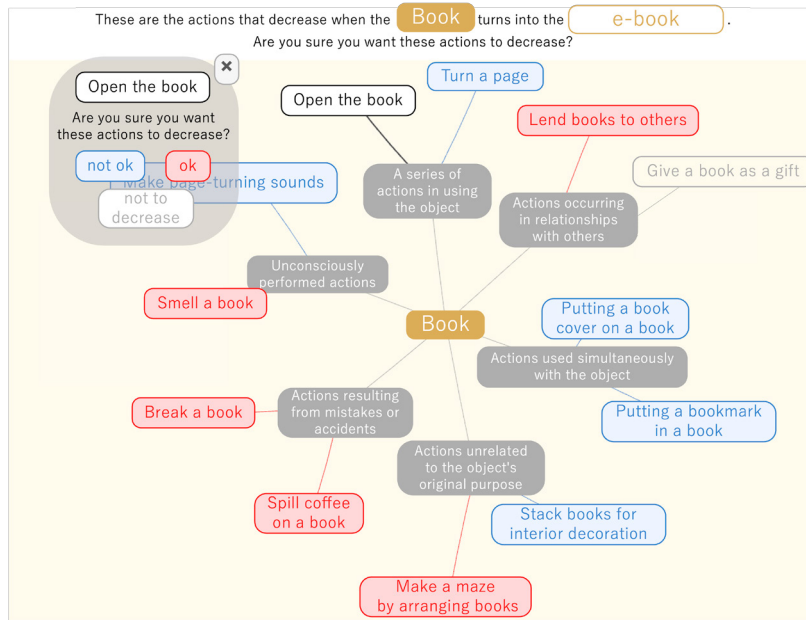 These are the actions that decrease when the Book turns into the e-book .
Are you sure you want these actions to decrease?
×
Open the book
Are you sure you want
these actions to decrease?
not ok
ok
not to
decrease
Make page-turning sounds
Open the book
Turn a page
Lend books to others
Give a book as a gift
A series of
actions in using
the object
Actions occurring
in relationships
with others
Unconsciously
performed actions
Smell a book
Book
Putting a book
cover on a book
Actions used simultaneously
with the object
Putting a bookmark
in a book
Break a book
Actions resulting
from mistakes or
accidents
Spill coffee
on a book
Actions unrelated
to the object's
original purpose
Stack books for
interior decoration
Make a maze
by arranging books